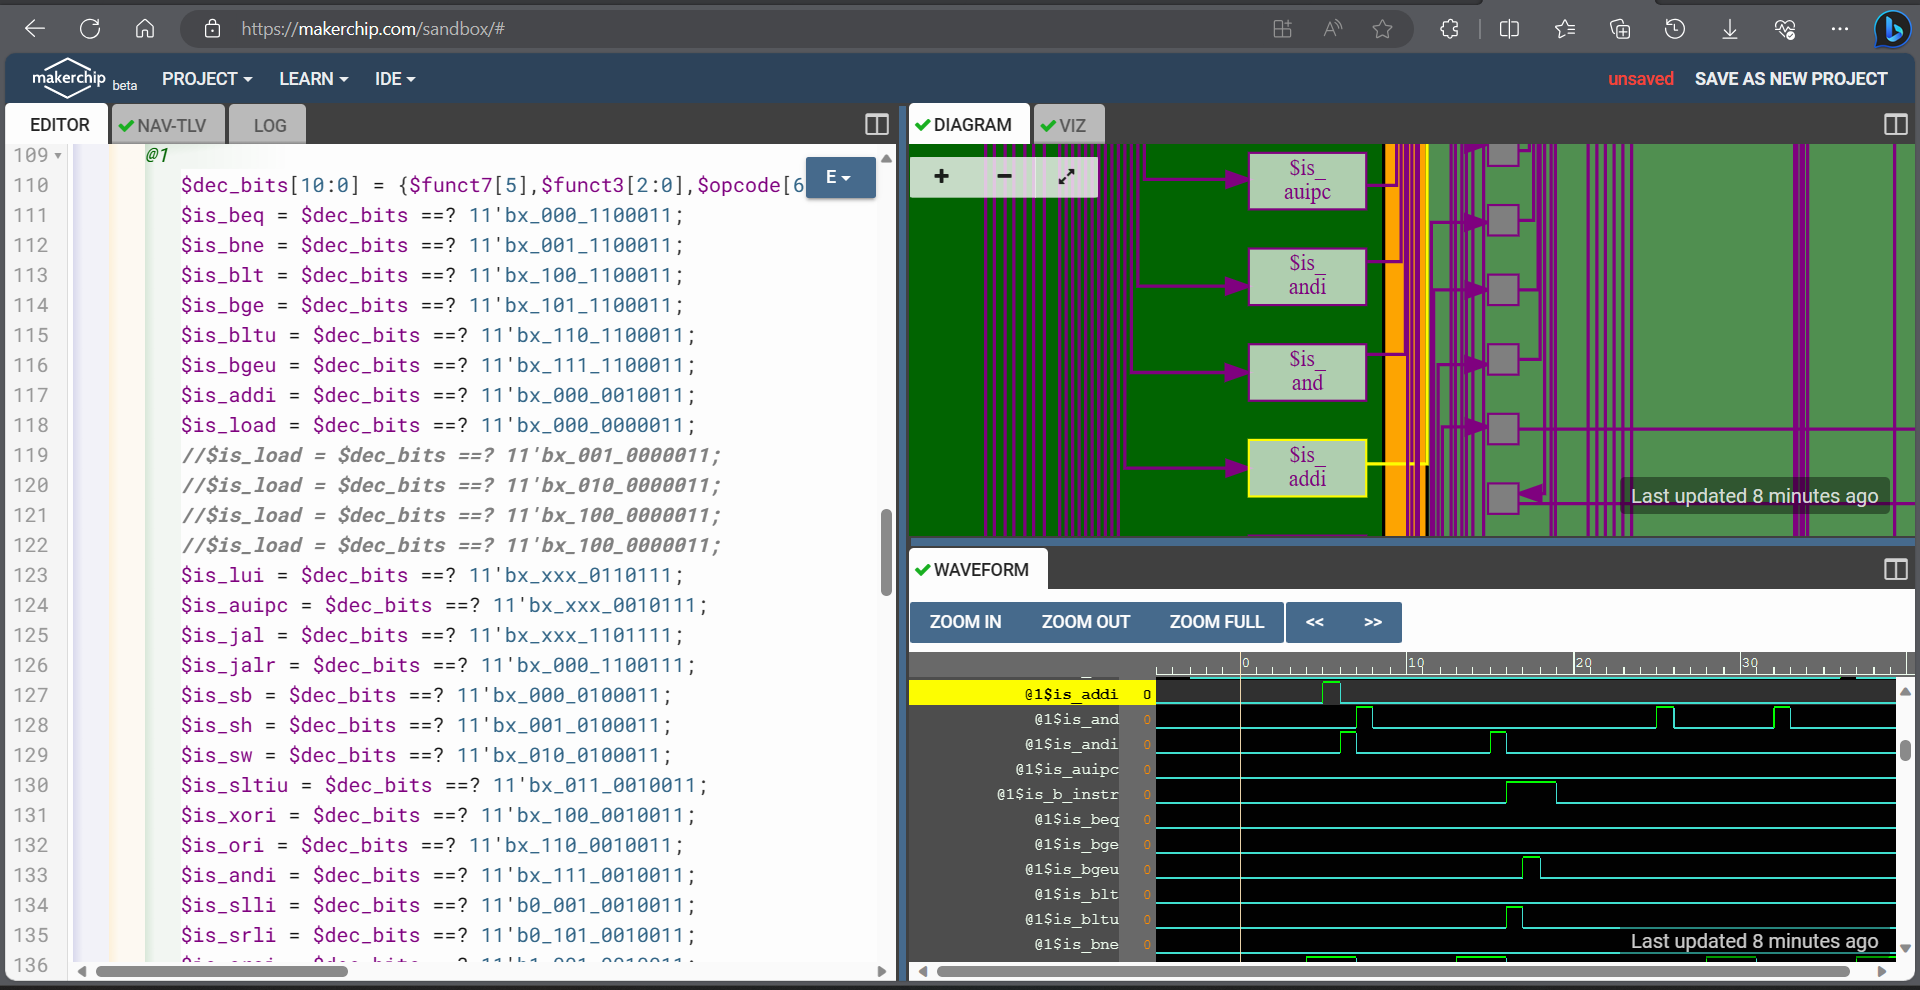 https://makerchip.com/sandbox/#
makerchip beta PROJECT LEARN IDE unsaved SAVE AS NEW PROJECT
EDITOR NAV-TLV LOG
109 @1
110 $dec_bits[10:0] = {$funct7[5],$funct3[2:0],$opcode[6
E
111 $is_beq = $dec_bits ==? 11'bx_000_1100011;
112 $is_bne = $dec_bits ==? 11'bx_001_1100011;
113 $is_blt = $dec_bits ==? 11'bx_100_1100011;
114 $is_bge = $dec_bits ==? 11'bx_101_1100011;
115 $is_bltu = $dec_bits ==? 11'bx_110_1100011;
116 $is_bgeu = $dec_bits ==? 11'bx_111_1100011;
117 $is_addi = $dec_bits ==? 11'bx_000_0010011;
118 $is_load = $dec_bits ==? 11'bx_000_0000011;
119 //$is_load = $dec_bits ==? 11'bx_001_0000011;
120 //$is_load = $dec_bits ==? 11'bx_010_0000011;
121 //$is_load = $dec_bits ==? 11'bx_100_0000011;
122 //$is_load = $dec_bits ==? 11'bx_100_0000011;
123 $is_lui = $dec_bits ==? 11'bx_xxx_0110111;
124 $is_auipc = $dec_bits ==? 11'bx_xxx_0010111;
125 $is_jal = $dec_bits ==? 11'bx_xxx_1101111;
126 $is_jalr = $dec_bits ==? 11'bx_000_1100111;
127 $is_sb = $dec_bits ==? 11'bx_000_0100011;
128 $is_sh = $dec_bits ==? 11'bx_001_0100011;
129 $is_sw = $dec_bits ==? 11'bx_010_0100011;
130 $is_sltiu = $dec_bits ==? 11'bx_011_0010011;
131 $is_xori = $dec_bits ==? 11'bx_100_0010011;
132 $is_ori = $dec_bits ==? 11'bx_110_0010011;
133 $is_andi = $dec_bits ==? 11'bx_111_0010011;
134 $is_slli = $dec_bits ==? 11'b0_001_0010011;
135 $is_srli = $dec_bits ==? 11'b0_101_0010011;
136
DIAGRAM VIZ
+ −
$is_
auipc
$is_
andi
$is_
and
$is_
addi
Last updated 8 minutes ago
WAVEFORM
ZOOM IN ZOOM OUT ZOOM FULL << >>
0 10 20 30
@1$is_addi 0
@1$is_and 0
@1$is_andi 0
@1$is_auipc 0
@1$is_b_instr 0
@1$is_beq 0
@1$is_bge 0
@1$is_bgeu 0
@1$is_blt 0
@1$is_bltu 0
@1$is_bne 0
Last updated 8 minutes ago